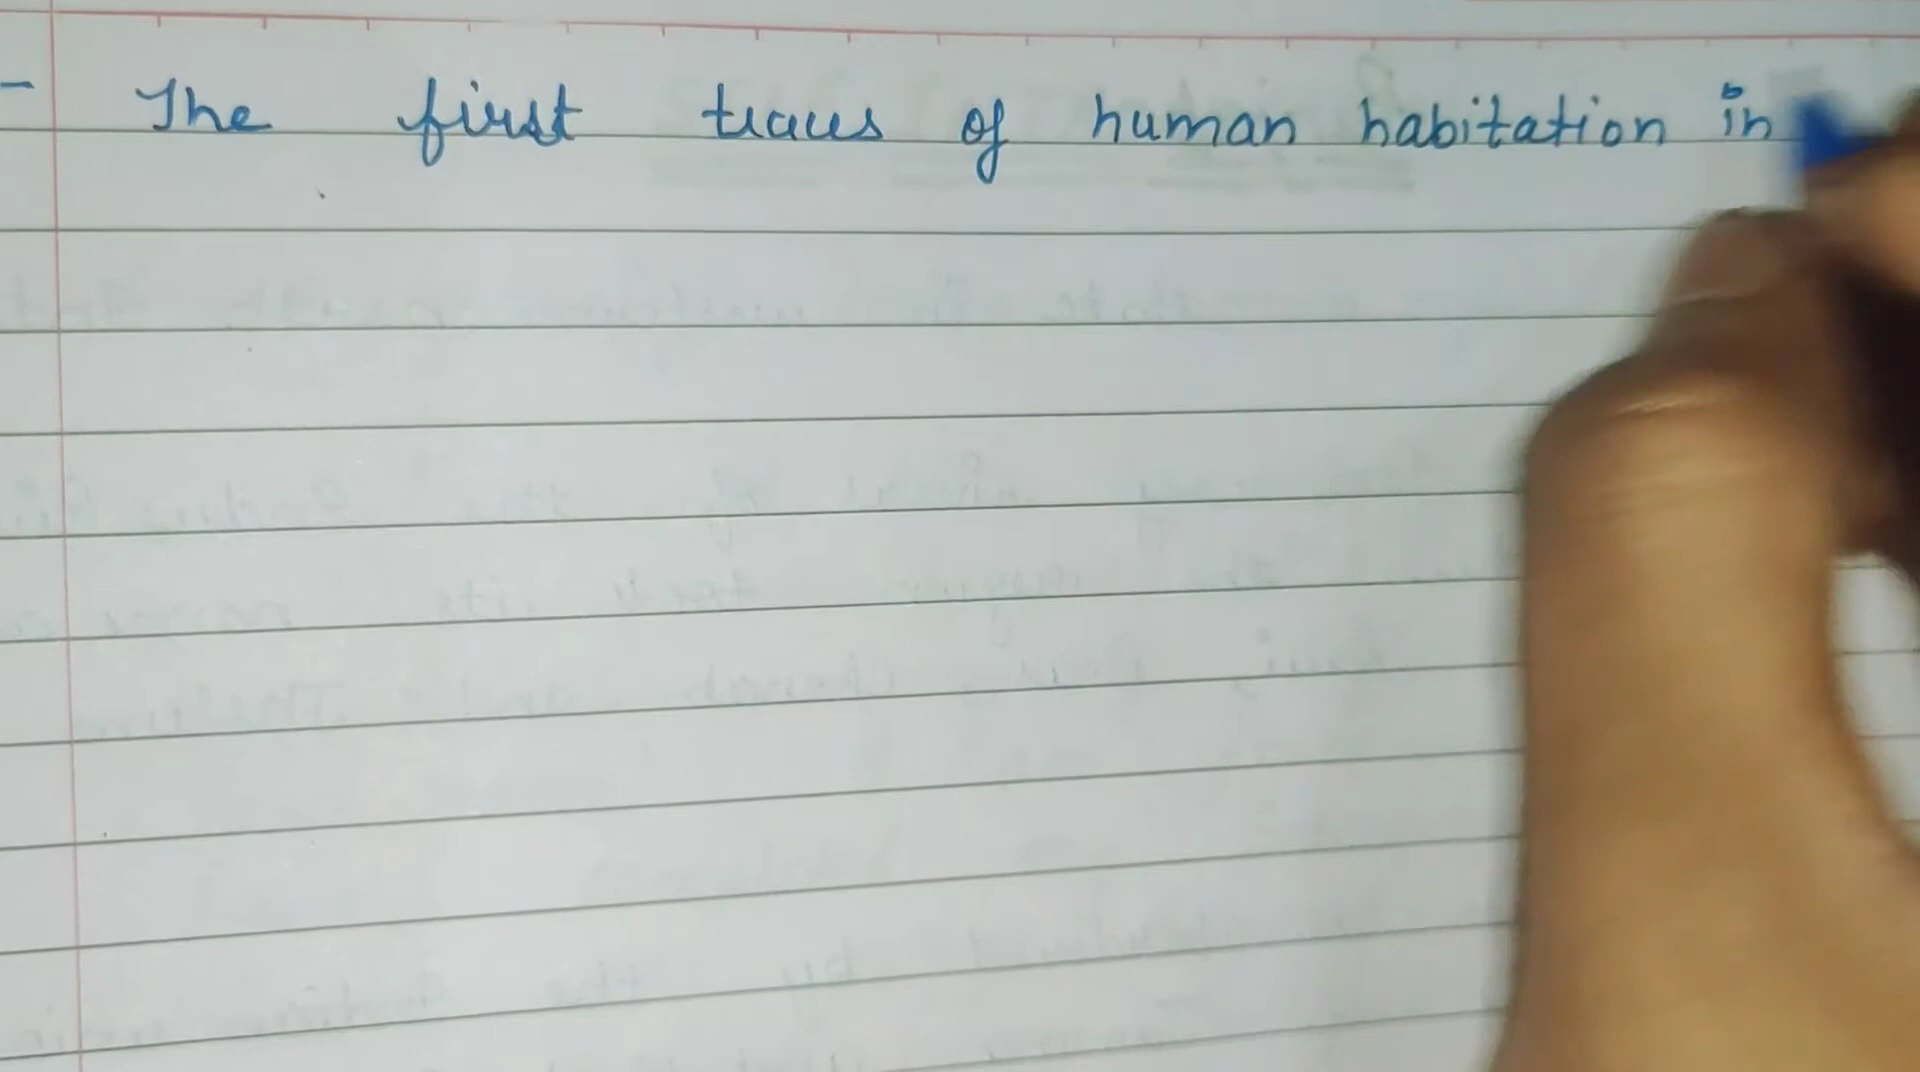 - The first traces of human habitation in